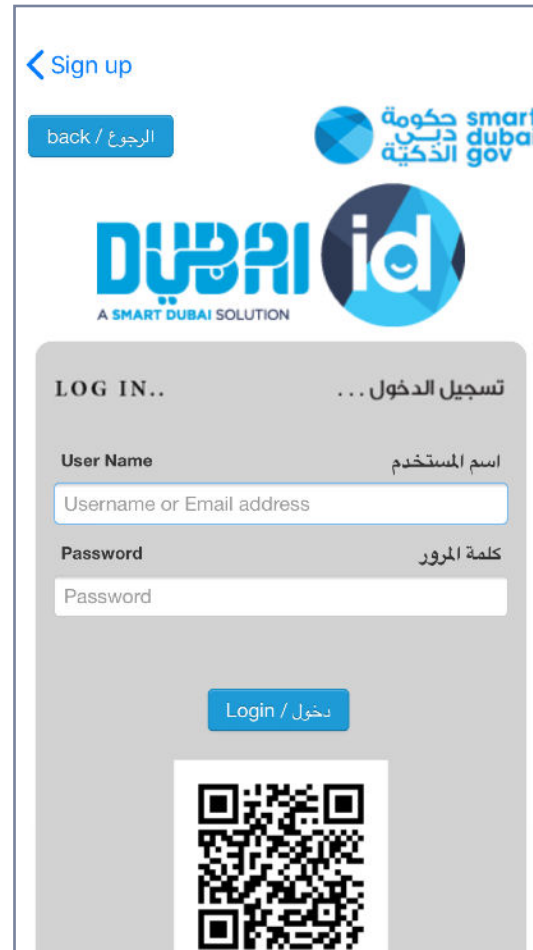 Sign up
back / الرجوع
حكومة smart
دبي dubai
الذكية gov
DUBAI id
دبي
A SMART DUBAI SOLUTION
LOG IN.. تسجيل الدخول . . .
User Name اسم المستخدم
Username or Email address
Password كلمة المرور
Password
Login / دخول